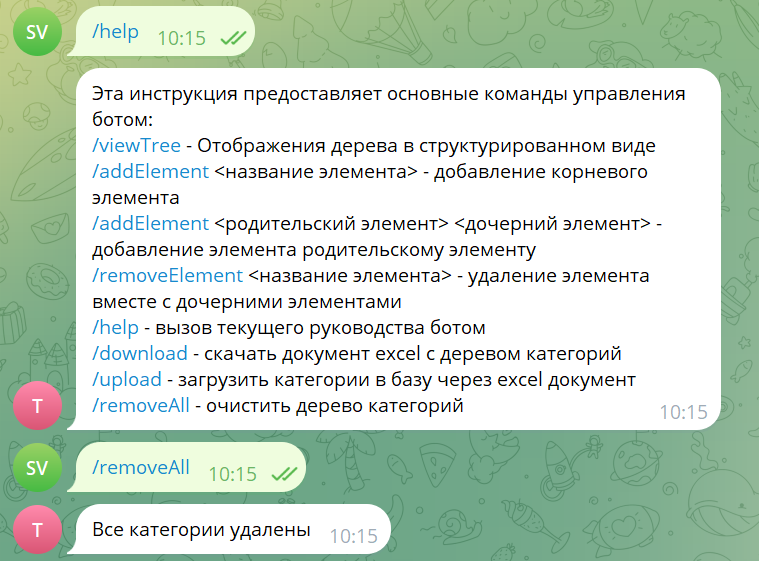 SV
/help 10:15
Эта инструкция предоставляет основные команды управления
ботом:
/viewTree - Отображения дерева в структурированном виде
/addElement <название элемента> - добавление корневого
элемента
/addElement <родительский элемент> <дочерний элемент> -
добавление элемента родительскому элементу
/removeElement <название элемента> - удаление элемента
вместе с дочерними элементами
/help - вызов текущего руководства ботом
/download - скачать документ excel с деревом категорий
/upload - загрузить категории в базу через excel документ
/removeAll - очистить дерево категорий
10:15
T
SV
/removeAll 10:15
T
Все категории удалены 10:15